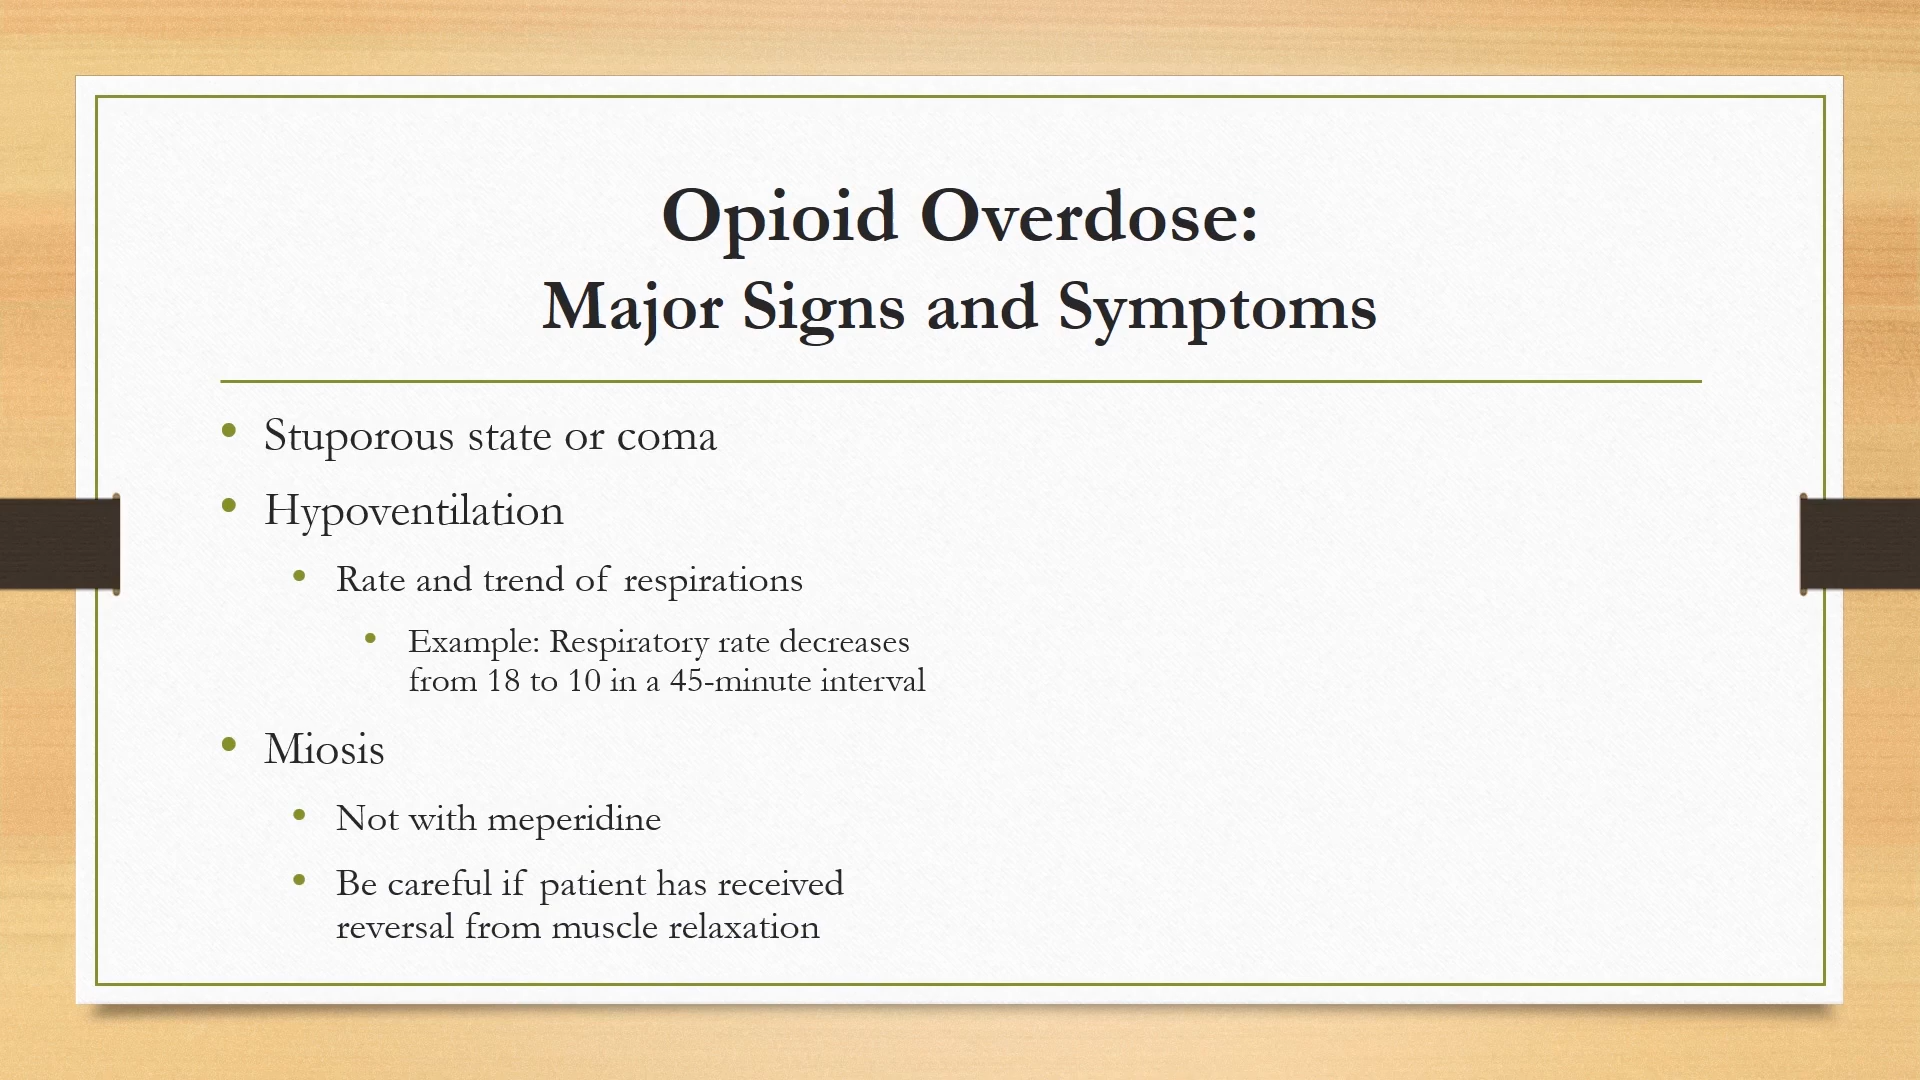 Opioid Overdose:
Major Signs and Symptoms
• Stuporous state or coma
• Hypoventilation
• Rate and trend of respirations
• Example: Respiratory rate decreases
from 18 to 10 in a 45-minute interval
• Miosis
• Not with meperidine
• Be careful if patient has received
reversal from muscle relaxation